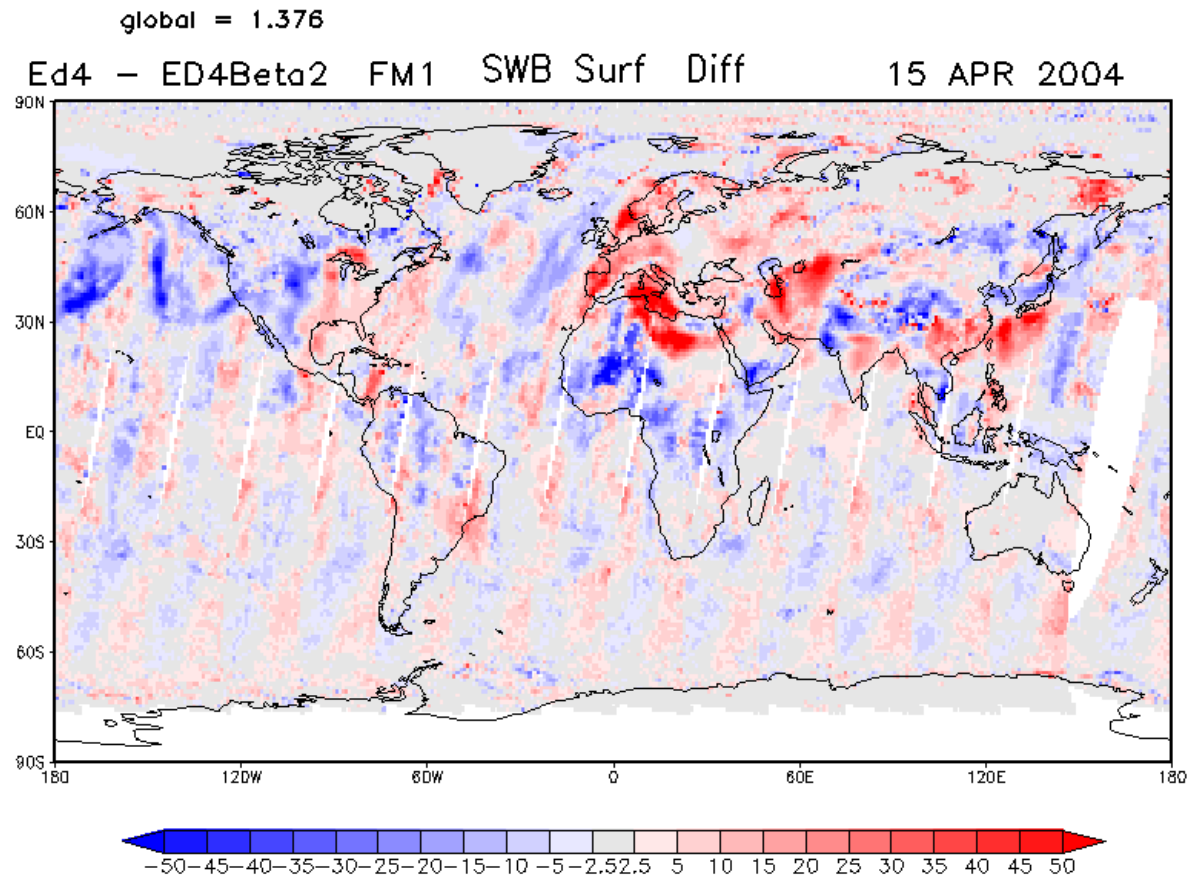 global = 1.376
Ed4 − ED4Beta2 FM1 SWB Surf Diff 15 APR 2004
90N
60N
30N
EQ
30S
60S
90S
180 120W 60W 0 60E 120E 180
−50 −45 −40 −35 −30 −25 −20 −15 −10 −5 −2.5 2.5 5 10 15 20 25 30 35 40 45 50